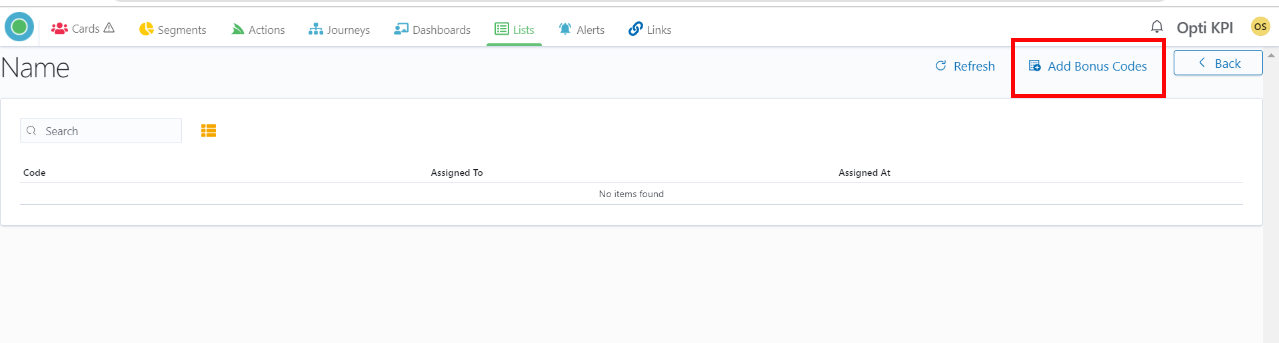 Cards Segments Actions Journeys Dashboards Lists Alerts Links Opti KPI OS
Name Refresh Add Bonus Codes Back
Search
Code Assigned To Assigned At
No items found